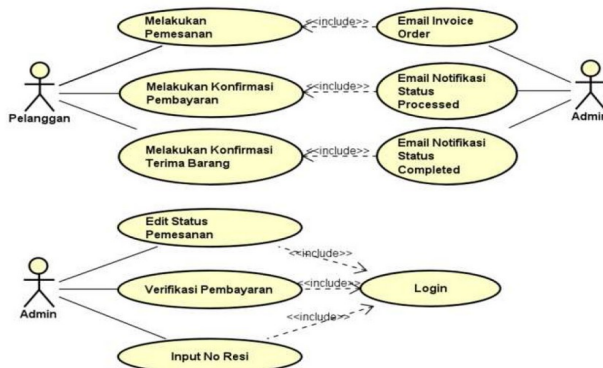 Melakukan
Pemesanan
<<include>>
Email Invoice
Order
Pelanggan
Melakukan Konfirmasi
Pembayaran
<<include>>
Email Notifikasi
Status
Processed
Admin
Melakukan Konfirmasi
Terima Barang
<<include>>
Email Notifikasi
Status
Completed
Edit Status
Pemesanan
<<include>>
Admin
Verifikasi Pembayaran
<<include>>
Login
<<include>>
Input No Resi